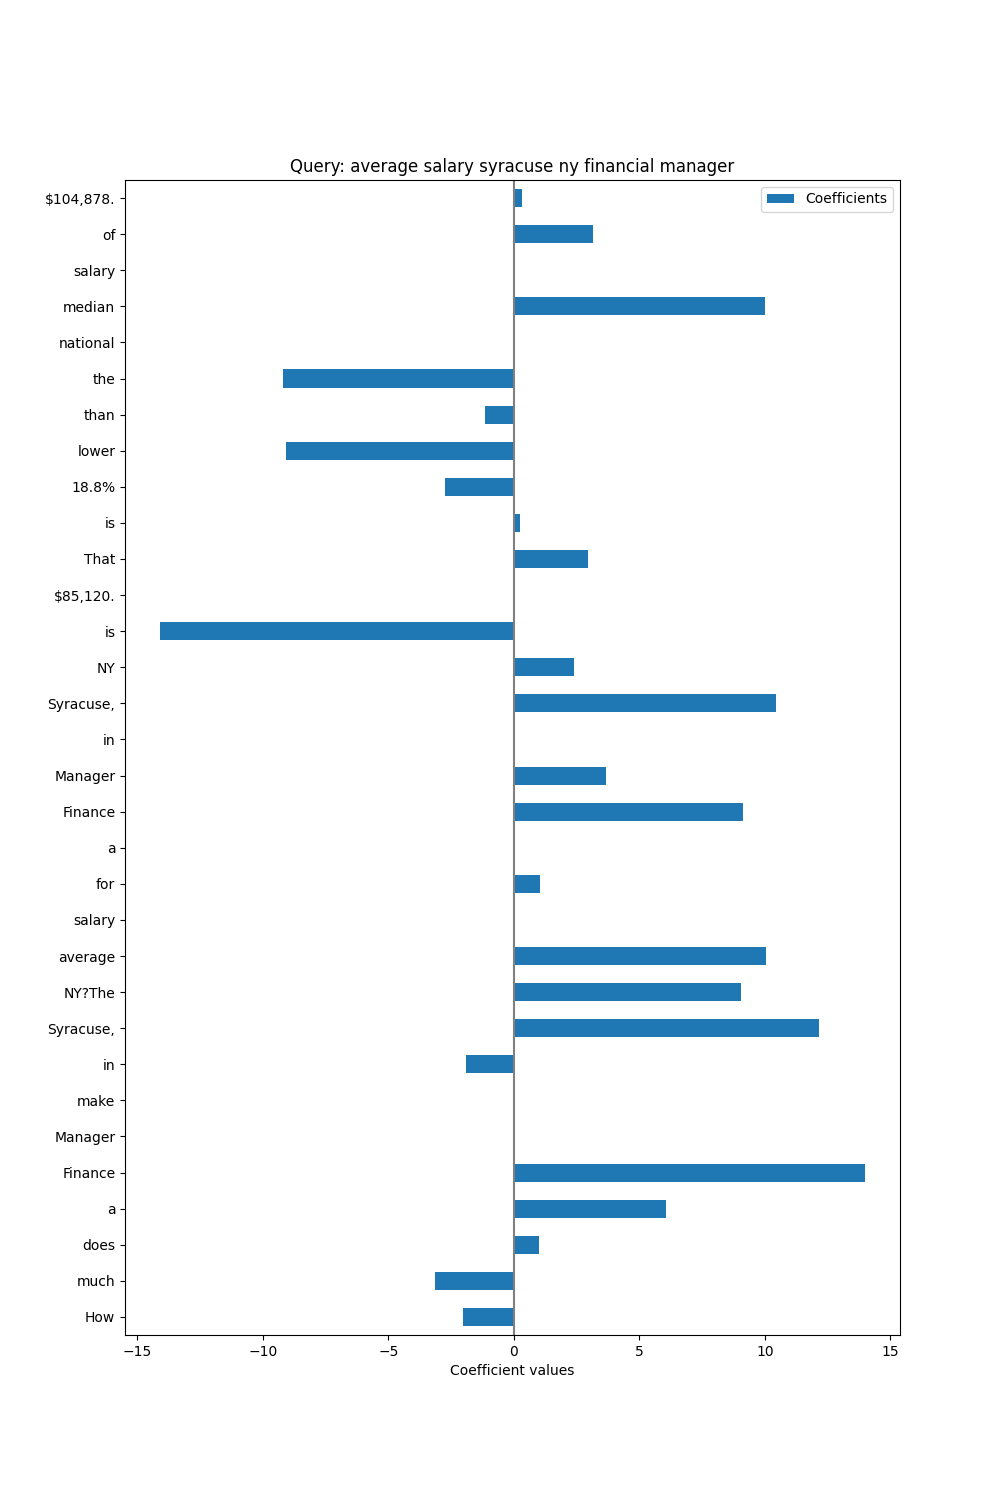 Query: average salary syracuse ny financial manager
Coefficients
$104,878.
of
salary
median
national
the
than
lower
18.8%
is
That
$85,120.
is
NY
Syracuse,
in
Manager
Finance
a
for
salary
average
NY?The
Syracuse,
in
make
Manager
Finance
a
does
much
How
−15 −10 −5 0 5 10 15
Coefficient values